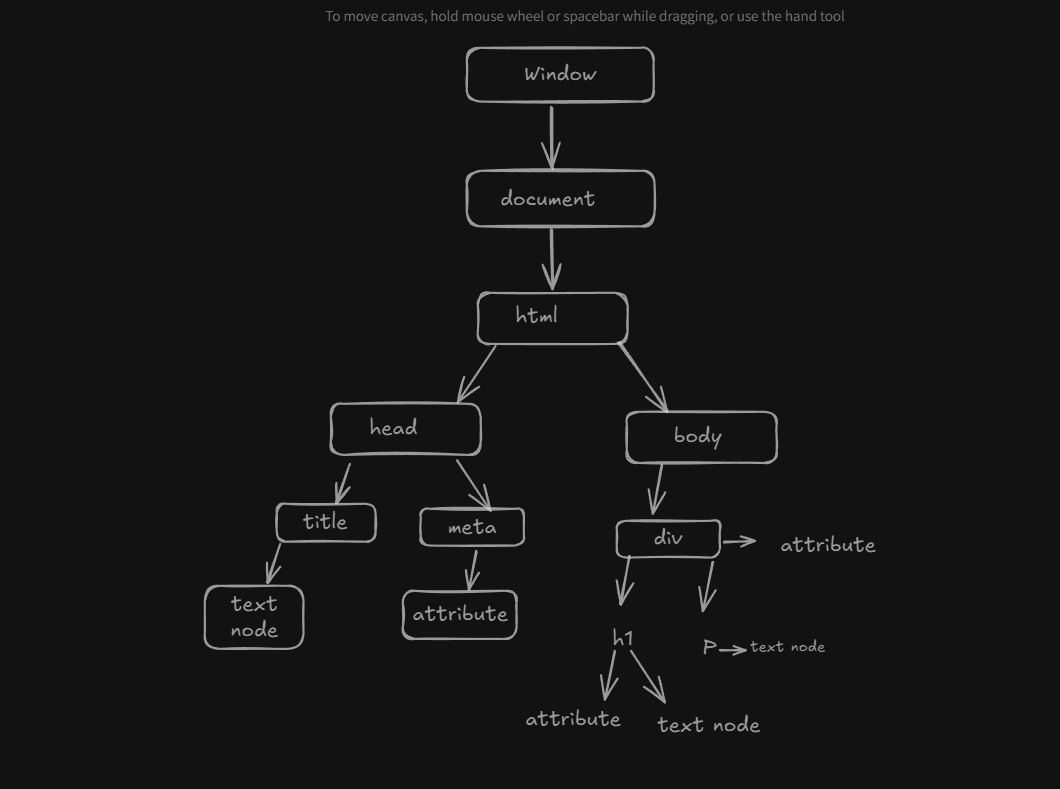 To move canvas, hold mouse wheel or spacebar while dragging, or use the hand tool
Window
document
html
head
body
title
meta
div
attribute
text
node
attribute
h1
P
text node
attribute
text node